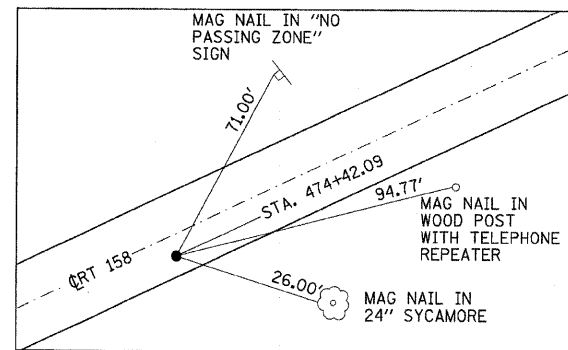 MAG NAIL IN "NO
PASSING ZONE"
SIGN
71.00'
STA. 474+42.09
94.77'
MAG NAIL IN
WOOD POST
WITH TELEPHONE
REPEATER
℄RT 158
26.00'
MAG NAIL IN
24" SYCAMORE